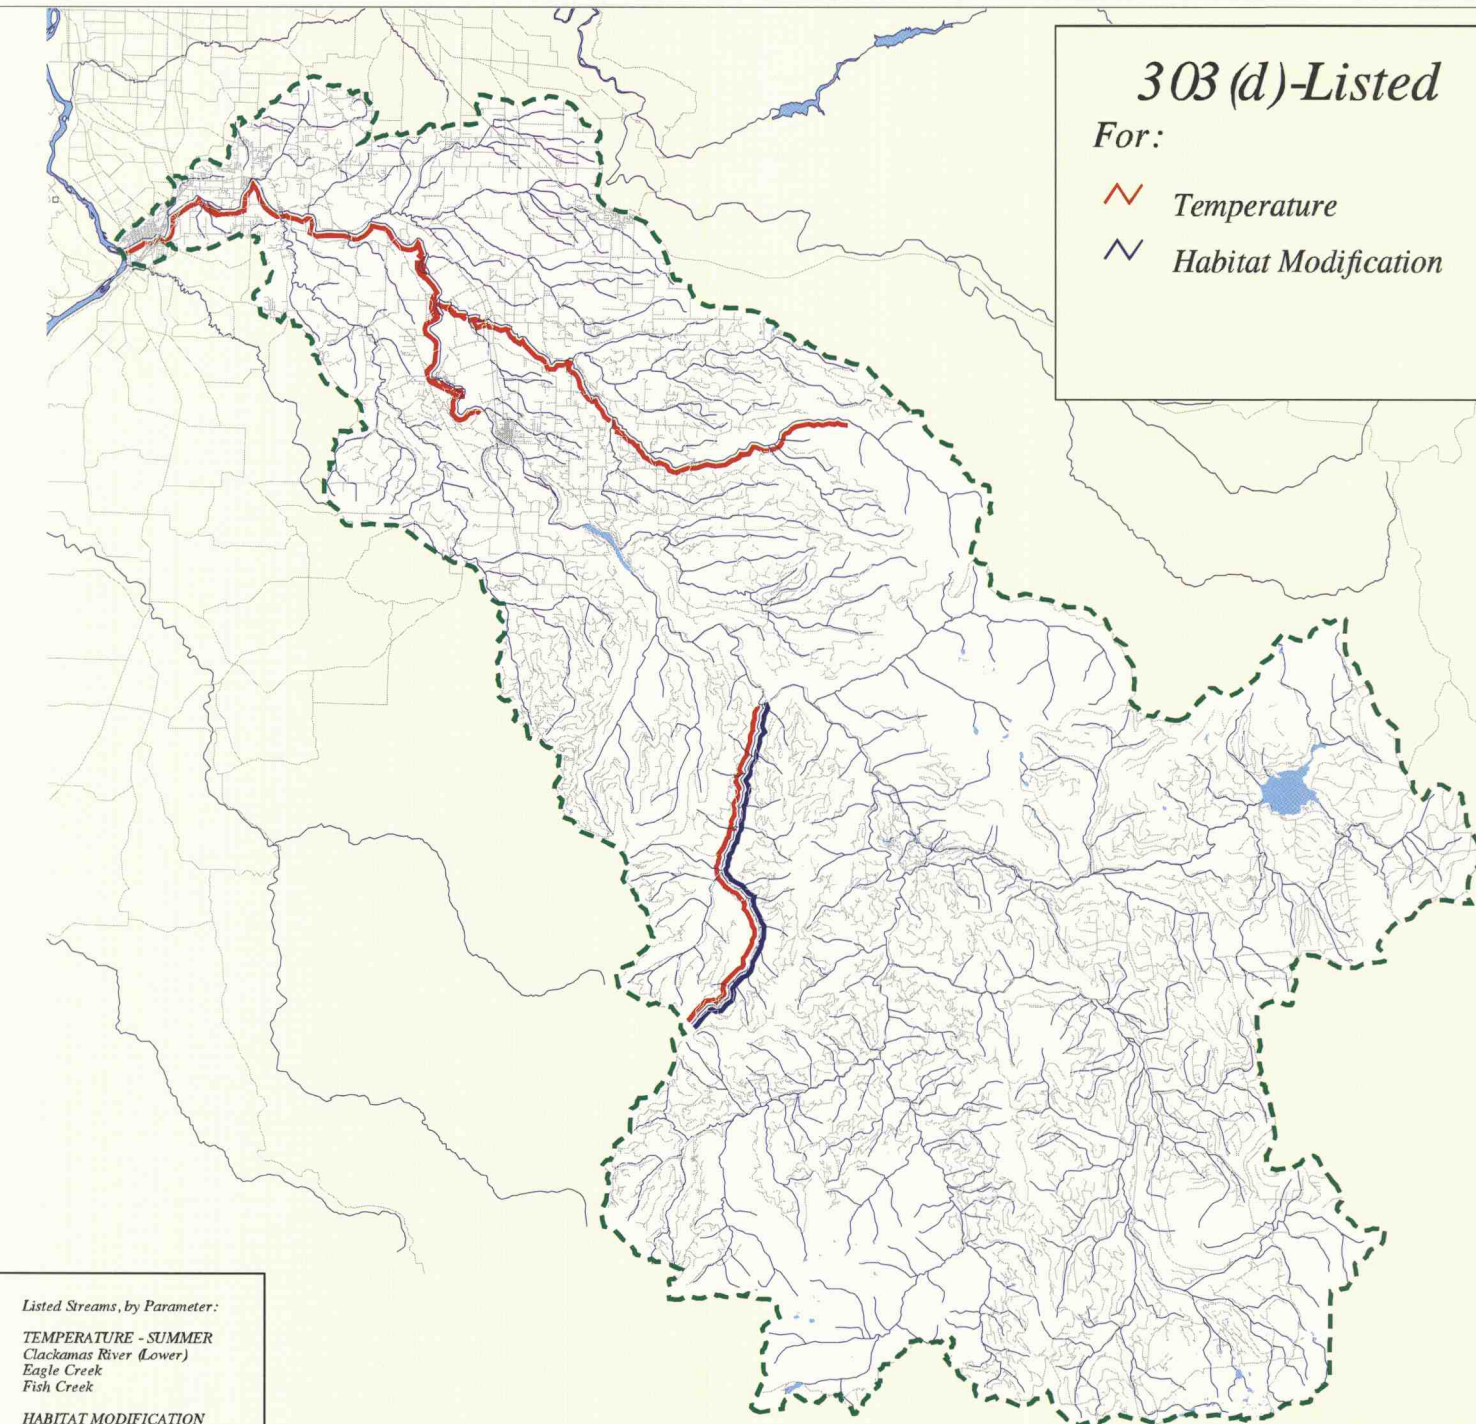 303(d)-Listed
For:
Temperature
Habitat Modification
Listed Streams, by Parameter:
TEMPERATURE - SUMMER
Clackamas River (Lower)
Eagle Creek
Fish Creek
HABITAT MODIFICATION